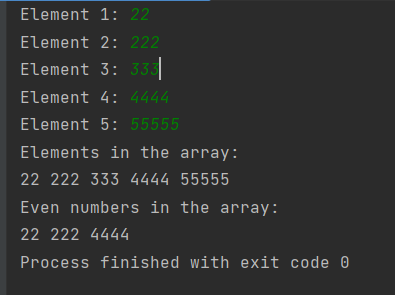 Element 1: 22
Element 2: 222
Element 3: 333
Element 4: 4444
Element 5: 55555
Elements in the array:
22 222 333 4444 55555
Even numbers in the array:
22 222 4444
Process finished with exit code 0